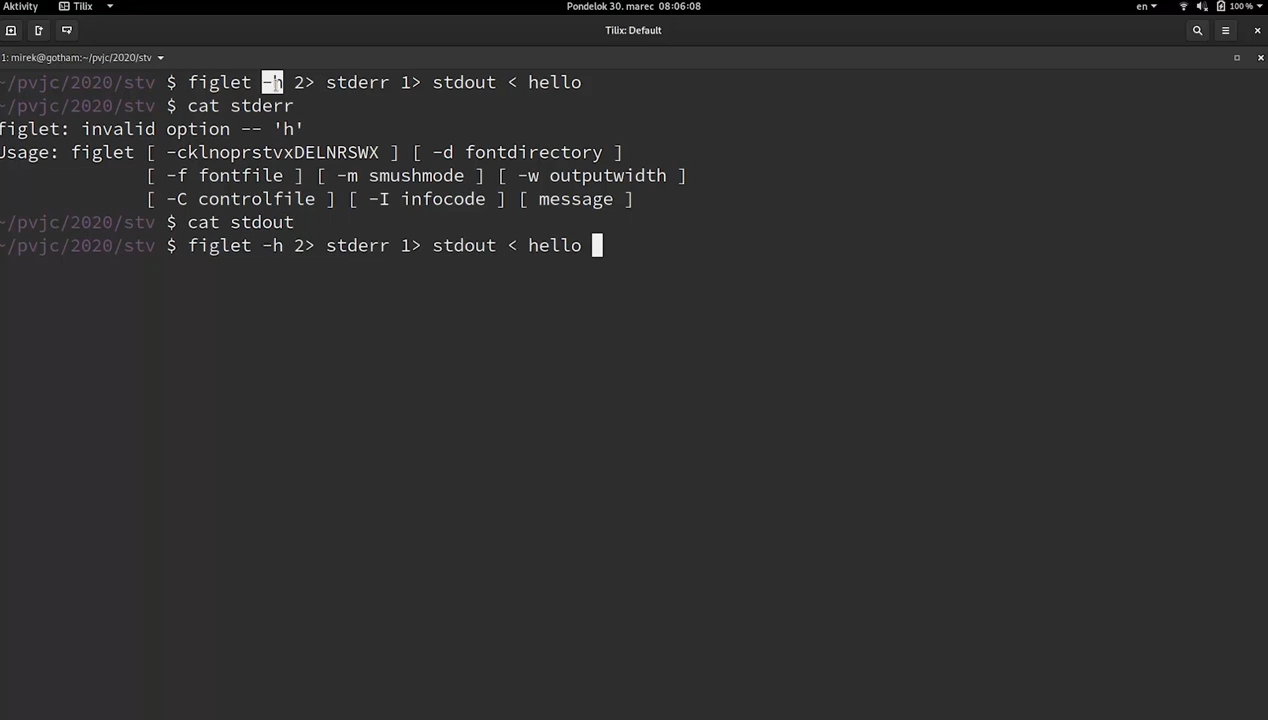 Aktivity Tilix Pondelok 30. marec 08:06:08 en 100 %
Tilix: Default
1: mirek@gotham:~/pvjc/2020/stv
~/pvjc/2020/stv $ figlet -h 2> stderr 1> stdout < hello
~/pvjc/2020/stv $ cat stderr
figlet: invalid option -- 'h'
Usage: figlet [ -cklnoprstvxDELNRSWX ] [ -d fontdirectory ]
[ -f fontfile ] [ -m smushmode ] [ -w outputwidth ]
[ -C controlfile ] [ -I infocode ] [ message ]
~/pvjc/2020/stv $ cat stdout
~/pvjc/2020/stv $ figlet -h 2> stderr 1> stdout < hello